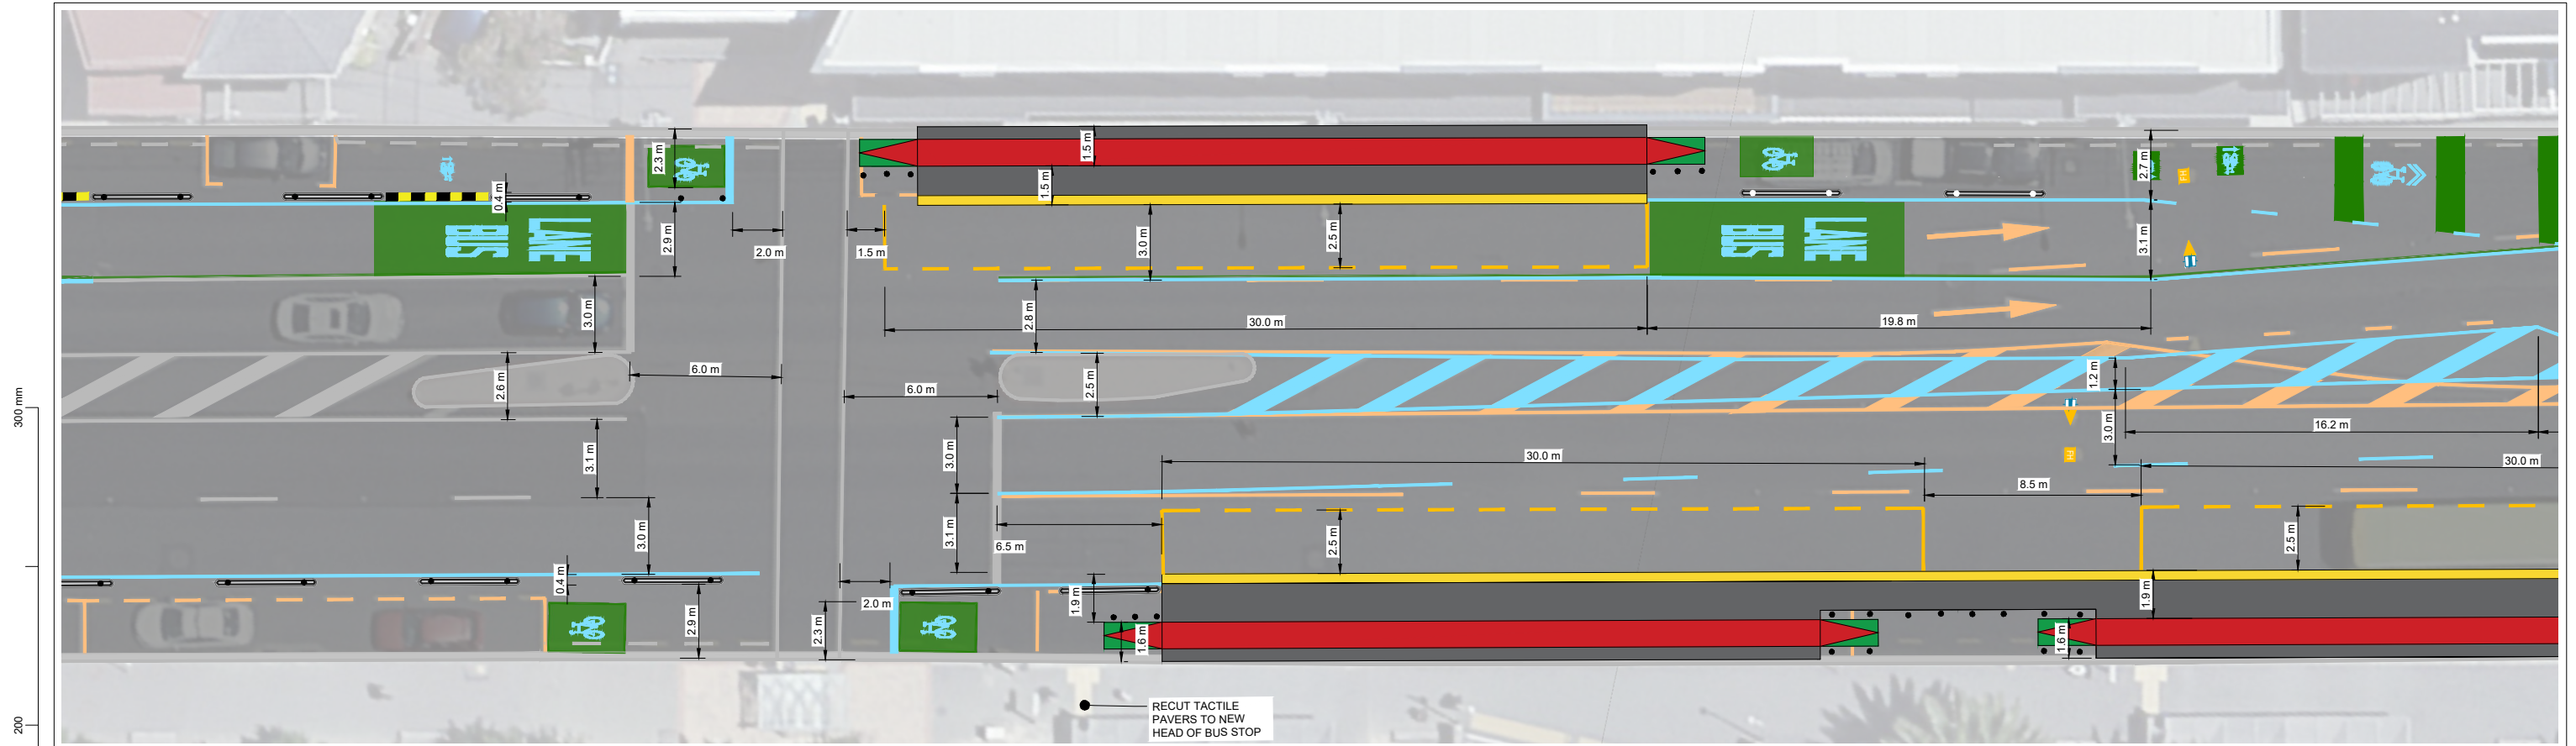 2.3 m
1.5 m
2.7 m
0.4 m
1.5 m
LANE
BUS
2.9 m
2.0 m
1.5 m
3.0 m
2.5 m
LANE
BUS
3.1 m
3.0 m
2.8 m
30.0 m
19.8 m
2.6 m
6.0 m
6.0 m
2.5 m
1.2 m
300 mm
3.1 m
3.0 m
3.0 m
16.2 m
30.0 m
30.0 m
8.5 m
3.0 m
3.1 m
6.5 m
2.5 m
2.5 m
0.4 m
2.0 m
1.9 m
1.9 m
2.9 m
2.3 m
1.6 m
1.6 m
RECUT TACTILE
PAVERS TO NEW
HEAD OF BUS STOP
200